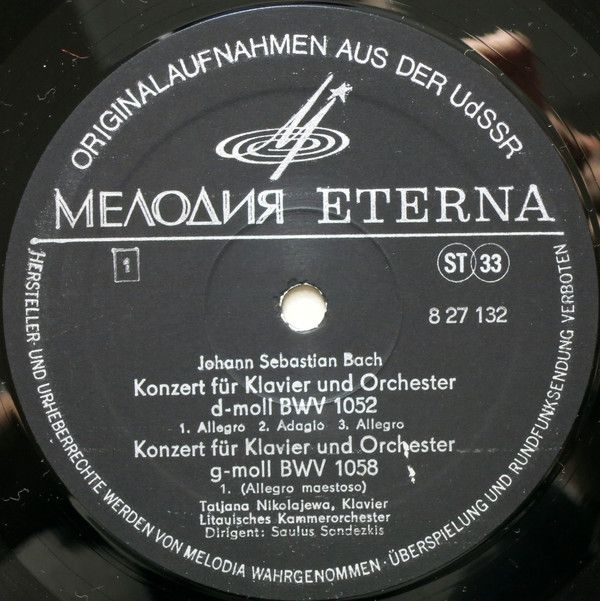 ORIGINALAUFNAHMEN AUS DER UdSSR
МЕЛОДИЯ ETERNA
1
ST 33
8 27 132
Johann Sebastian Bach
Konzert für Klavier und Orchester
d-moll BWV 1052
1. Allegro 2. Adagio 3. Allegro
Konzert für Klavier und Orchester
g-moll BWV 1058
1. (Allegro maestoso)
Tatjana Nikolajewa, Klavier
Litauisches Kammerorchester
Dirigent: Saulus Sondezkis
HERSTELLER- UND URHEBERRECHTE WERDEN VON MELODIA WAHRGENOMMEN · ÜBERSPIELUNG UND RUNDFUNKSENDUNG VERBOTEN